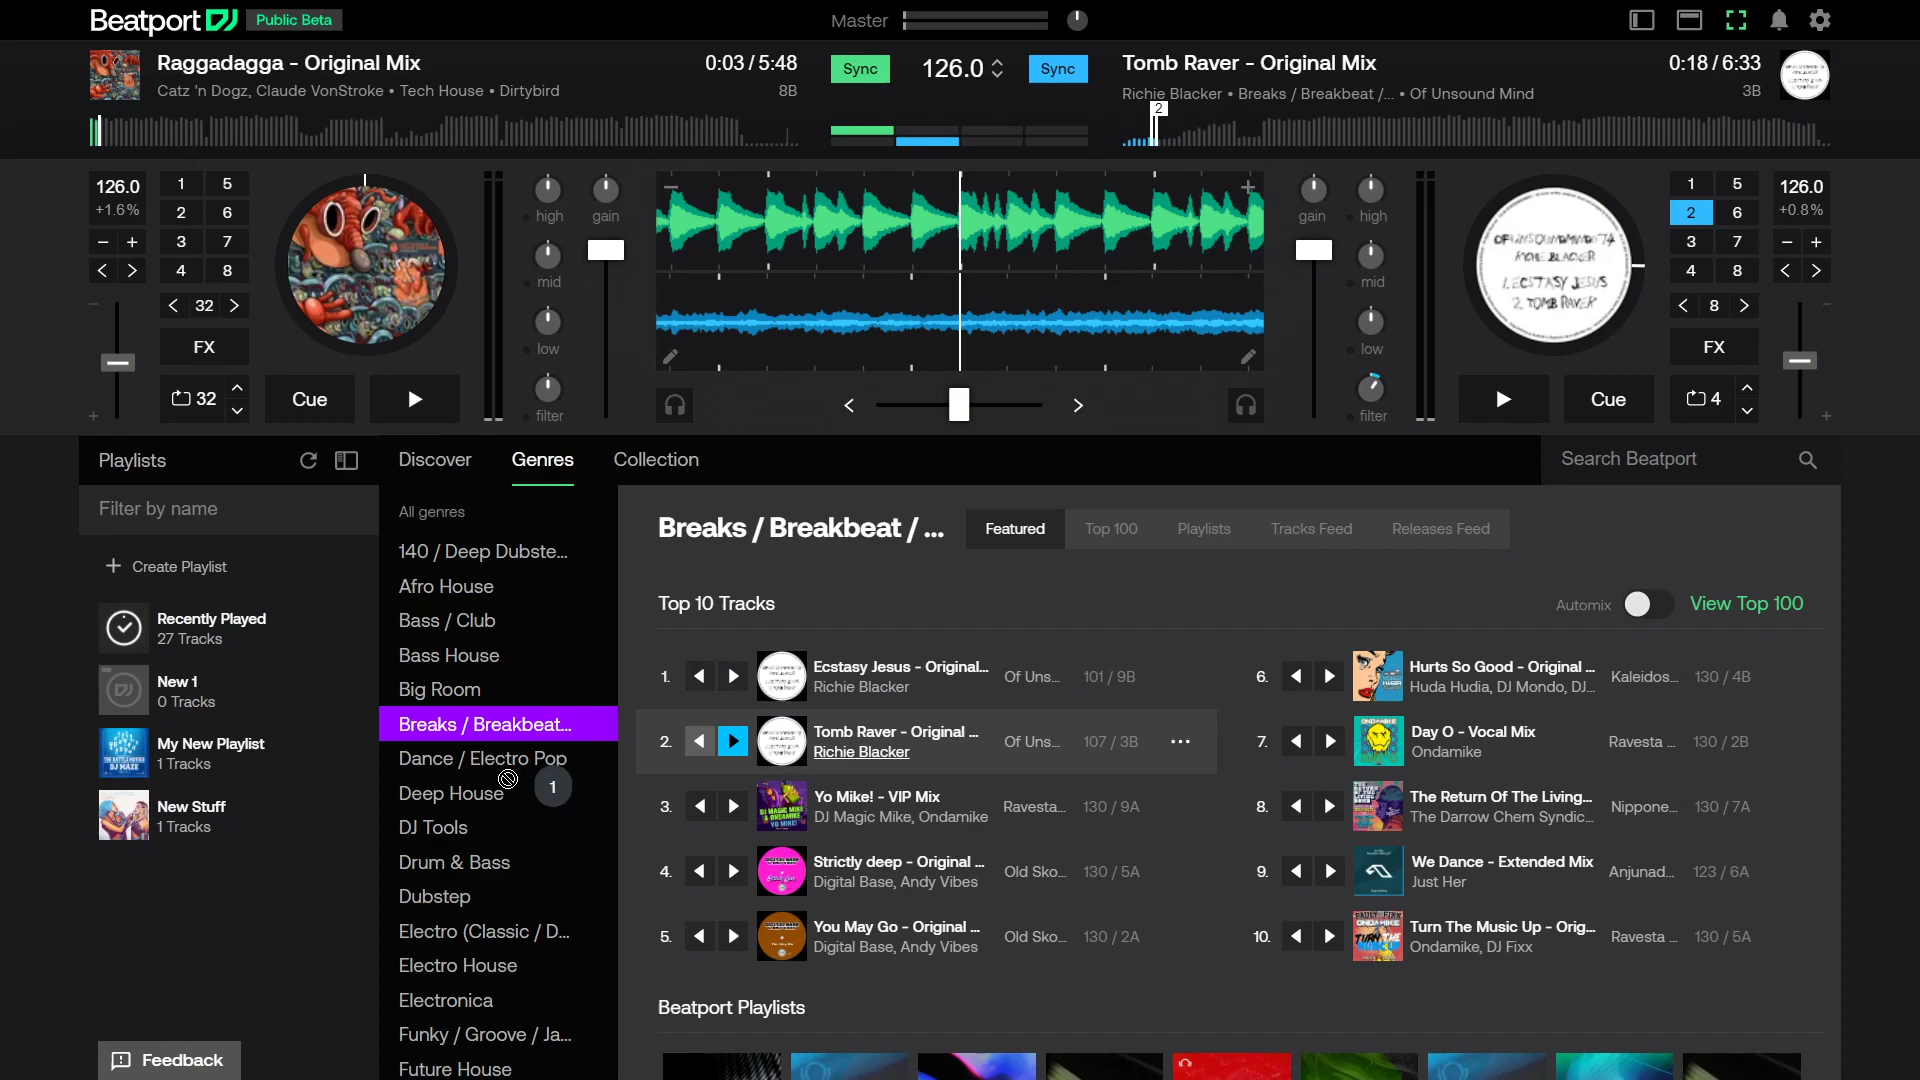 Beatport DJ Public Beta
Master
Raggadagga - Original Mix
0:03 / 5:48
Catz 'n Dogz, Claude VonStroke • Tech House • Dirtybird
8B
Sync
126.0
Sync
Tomb Raver - Original Mix
0:18 / 6:33
Richie Blacker • Breaks / Breakbeat /... • Of Unsound Mind
3B
2
126.0
+1.6%
1 5
2 6
3 7
4 8
32
FX
32
Cue
high
mid
low
filter
gain
gain
high
mid
low
filter
OFUNSOUNDMIND074
RICHIE BLACKER
1. ECSTASY JESUS
2. TOMB RAVER
1 5
2 6
3 7
4 8
8
FX
Cue
4
126.0
+0.8%
Playlists
Filter by name
Create Playlist
Recently Played
27 Tracks
New 1
0 Tracks
My New Playlist
1 Tracks
New Stuff
1 Tracks
Feedback
Discover
Genres
Collection
Search Beatport
All genres
140 / Deep Dubste...
Afro House
Bass / Club
Bass House
Big Room
Breaks / Breakbeat...
Dance / Electro Pop
Deep House
1
DJ Tools
Drum & Bass
Dubstep
Electro (Classic / D...
Electro House
Electronica
Funky / Groove / Ja...
Future House
Breaks / Breakbeat / ...
Featured
Top 100
Playlists
Tracks Feed
Releases Feed
Top 10 Tracks
Automix
View Top 100
1. Ecstasy Jesus - Original... Of Uns... 101 / 9B
Richie Blacker
2. Tomb Raver - Original ... Of Uns... 107 / 3B
Richie Blacker
3. Yo Mike! - VIP Mix Ravesta... 130 / 9A
DJ Magic Mike, Ondamike
4. Strictly deep - Original ... Old Sko... 130 / 5A
Digital Base, Andy Vibes
5. You May Go - Original ... Old Sko... 130 / 2A
Digital Base, Andy Vibes
6. Hurts So Good - Original ... Kaleidos... 130 / 4B
Huda Hudia, DJ Mondo, DJ...
7. Day O - Vocal Mix Ravesta ... 130 / 2B
Ondamike
8. The Return Of The Living... Nippone... 130 / 7A
The Darrow Chem Syndic...
9. We Dance - Extended Mix Anjunad... 123 / 6A
Just Her
10. Turn The Music Up - Orig... Ravesta ... 130 / 5A
Ondamike, DJ Fixx
Beatport Playlists